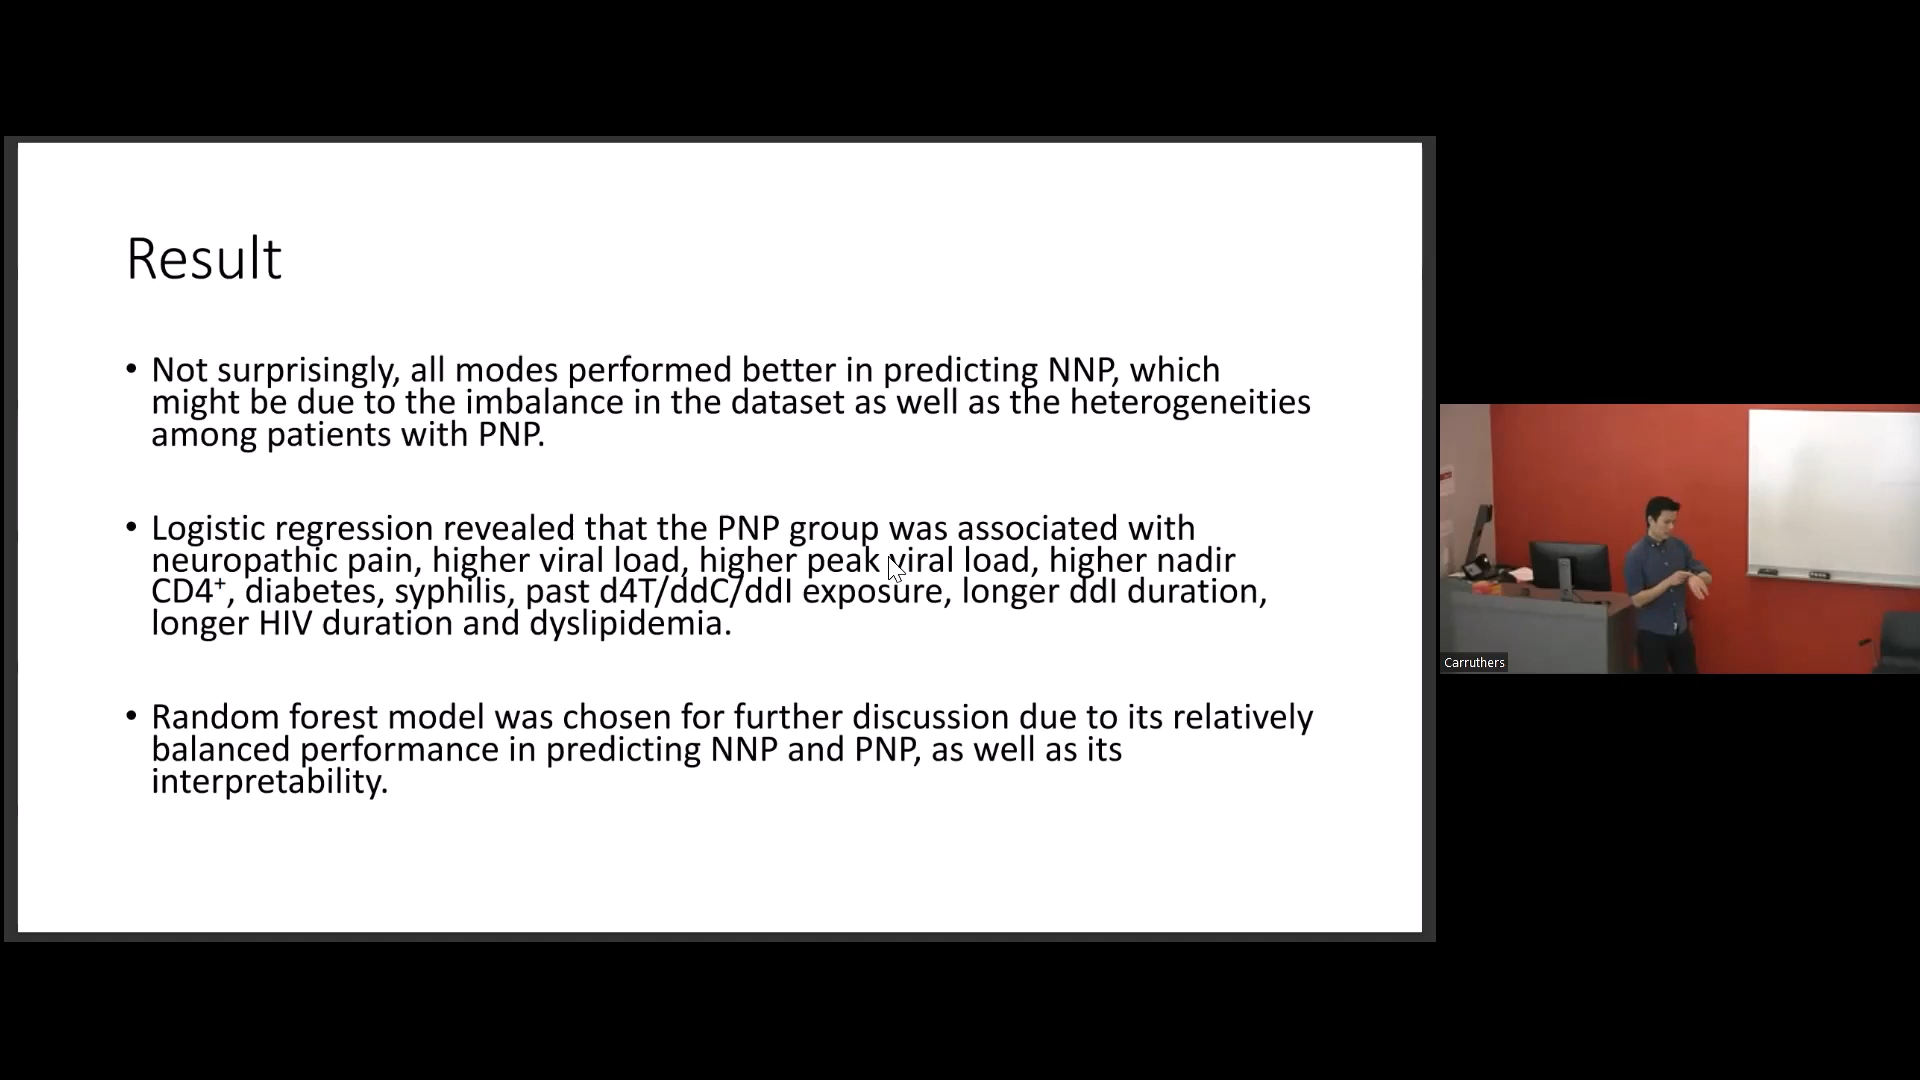 Result
• Not surprisingly, all modes performed better in predicting NNP, which
might be due to the imbalance in the dataset as well as the heterogeneities
among patients with PNP.
• Logistic regression revealed that the PNP group was associated with
neuropathic pain, higher viral load, higher peak viral load, higher nadir
CD4⁺, diabetes, syphilis, past d4T/ddC/ddI exposure, longer ddI duration,
longer HIV duration and dyslipidemia.
• Random forest model was chosen for further discussion due to its relatively
balanced performance in predicting NNP and PNP, as well as its
interpretability.
Carruthers